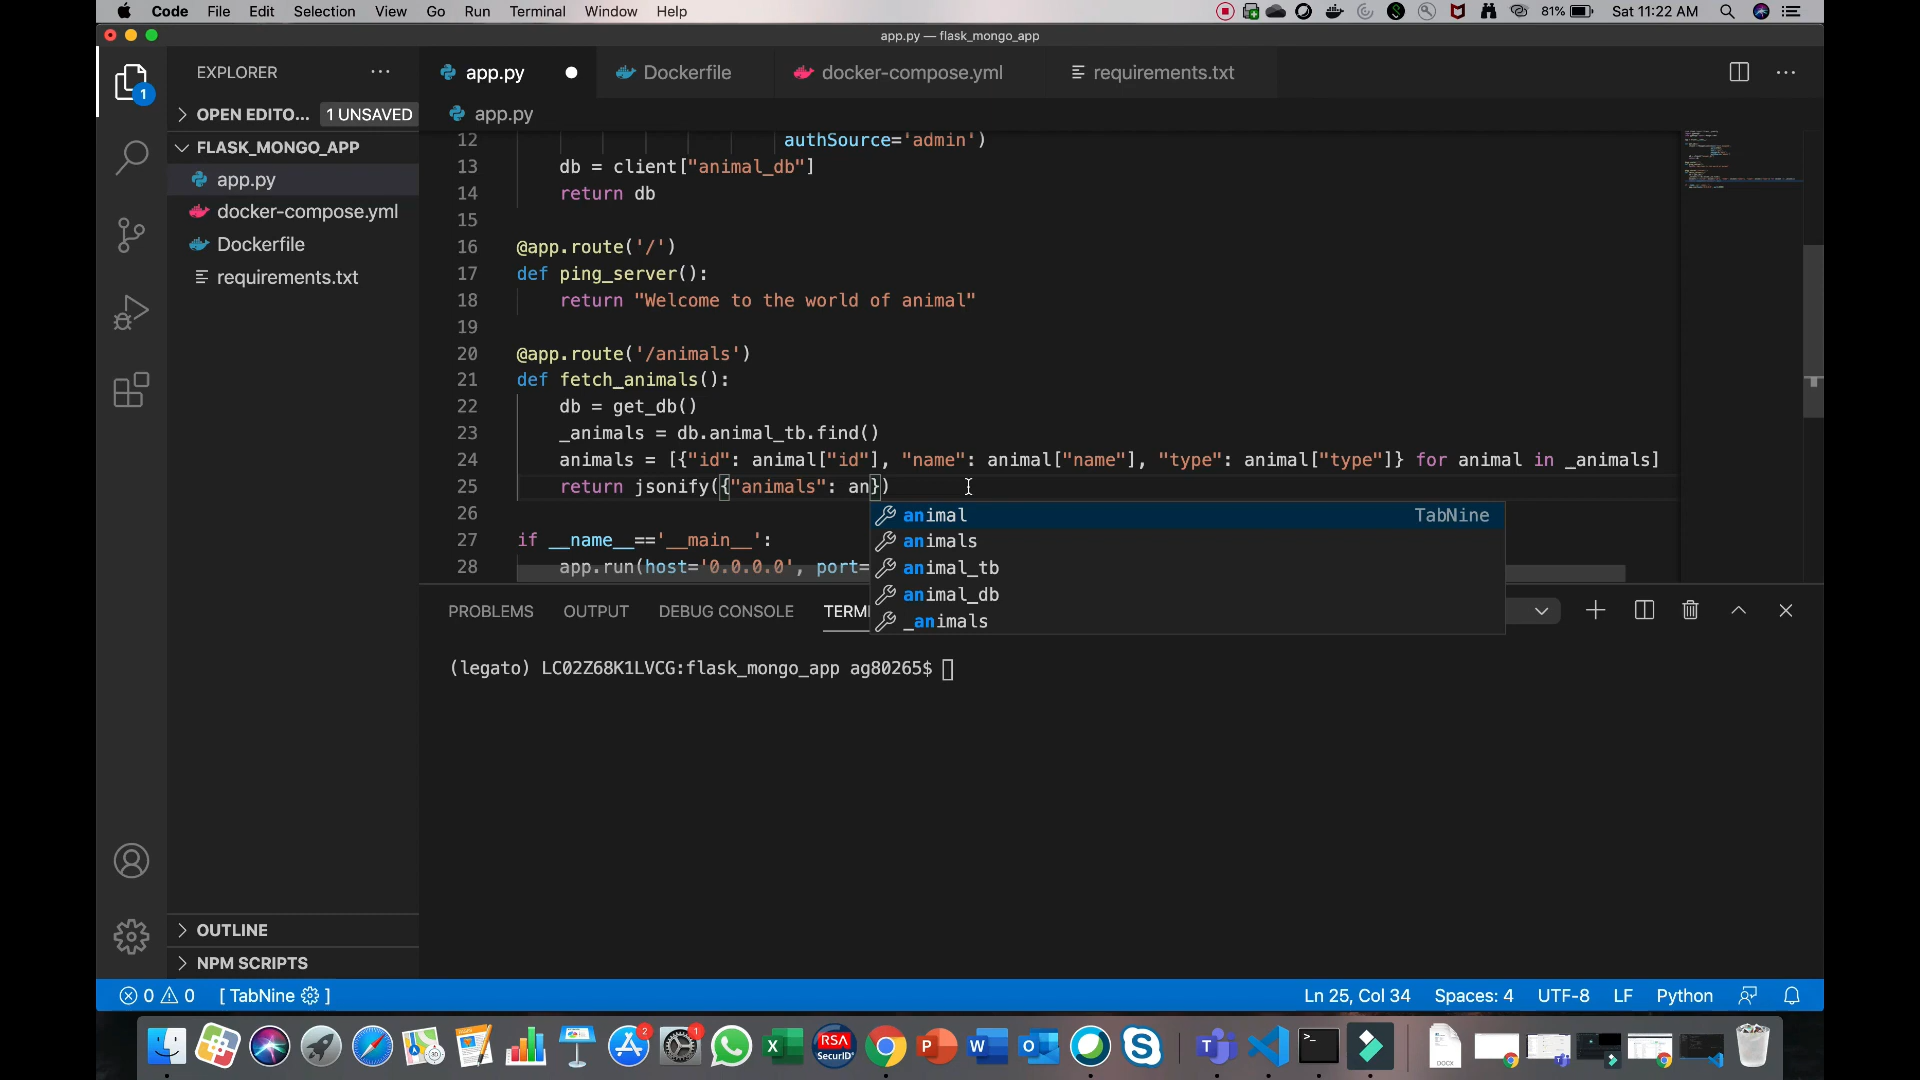 Code File Edit Selection View Go Run Terminal Window Help 81% Sat 11:22 AM
app.py — flask_mongo_app
EXPLORER
app.py Dockerfile docker-compose.yml requirements.txt
1
OPEN EDITO... 1 UNSAVED
app.py
FLASK_MONGO_APP
app.py
docker-compose.yml
Dockerfile
requirements.txt
12 authSource='admin')
13 db = client["animal_db"]
14 return db
15
16 @app.route('/')
17 def ping_server():
18 return "Welcome to the world of animal"
19
20 @app.route('/animals')
21 def fetch_animals():
22 db = get_db()
23 _animals = db.animal_tb.find()
24 animals = [{"id": animal["id"], "name": animal["name"], "type": animal["type"]} for animal in _animals]
25 return jsonify({"animals": an})
26
27 if __name__=='__main__':
28 app.run(host='0.0.0.0', port=
animal TabNine
animals
animal_tb
animal_db
_animals
PROBLEMS OUTPUT DEBUG CONSOLE TERM
(legato) LC02Z68K1LVCG:flask_mongo_app ag80265$
OUTLINE
NPM SCRIPTS
0 0 [ TabNine ] Ln 25, Col 34 Spaces: 4 UTF-8 LF Python
2 1
RSA
SecurID
DOCX